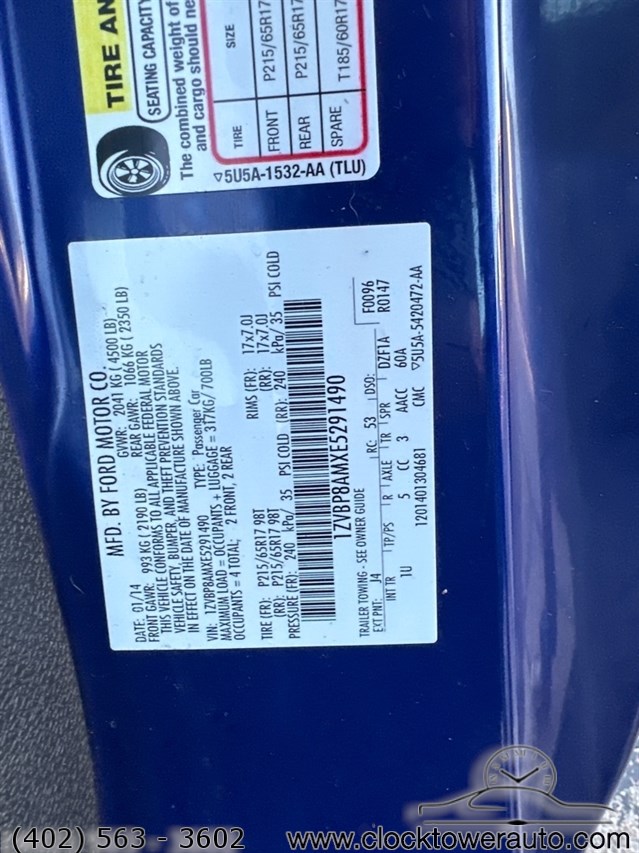 TIRE AN
SEATING CAPACITY
The combined weight of
and cargo should ne
TIRE SIZE
FRONT P215/65R17
REAR P215/65R17
SPARE T185/60R17
▽5U5A-1532-AA (TLU)
MFD. BY FORD MOTOR CO.
01/14 GVWR: 2041 KG ( 4500 LB)
FRONT GAWR: 993 KG ( 2190 LB) REAR GAWR: 1066 KG ( 2350 LB)
THIS VEHICLE CONFORMS TO ALL APPLICABLE FEDERAL MOTOR
VEHICLE SAFETY, BUMPER, AND THEFT PREVENTION STANDARDS
IN EFFECT ON THE DATE OF MANUFACTURE SHOWN ABOVE.
VIN: 1ZVBP8AMXE5291490 TYPE: Passenger Car
MAXIMUM LOAD = OCCUPANTS + LUGGAGE = 317KG/700LB
OCCUPANTS = 4 TOTAL: 2 FRONT, 2 REAR
TIRE (FR): P215/65R17 98T RIMS (FR): 17x7.0J
(RR): P215/65R17 98T (RR): 17x7.0J
PRESSURE (FR): 240 kPa/ 35 PSI COLD (RR): 240 kPa/ 35 PSI COLD
1ZVBP8AMXE5291490
TRAILER TOWING - SEE OWNER GUIDE F0096
EXT PNT: J4 RC: 53 DSO: R0147
INT TR TP/PS R AXLE TR SPR DZF1A
1U 5 CC 3 AACC 60A
1201401304681 CMC ▽5U5A-5420472-AA
(402) 563 - 3602 www.clocktowerauto.com